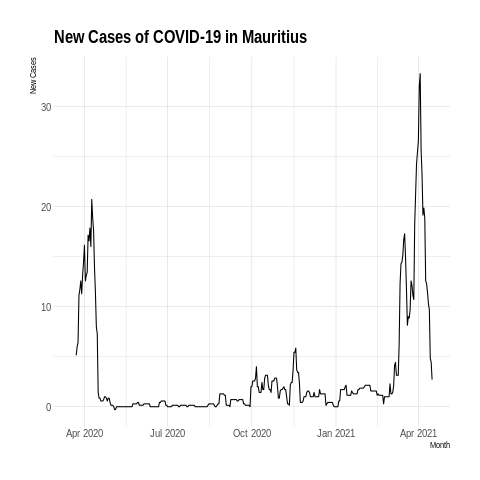 New Cases of COVID-19 in Mauritius
New Cases
30
20
10
0
Apr 2020 Jul 2020 Oct 2020 Jan 2021 Apr 2021
Month